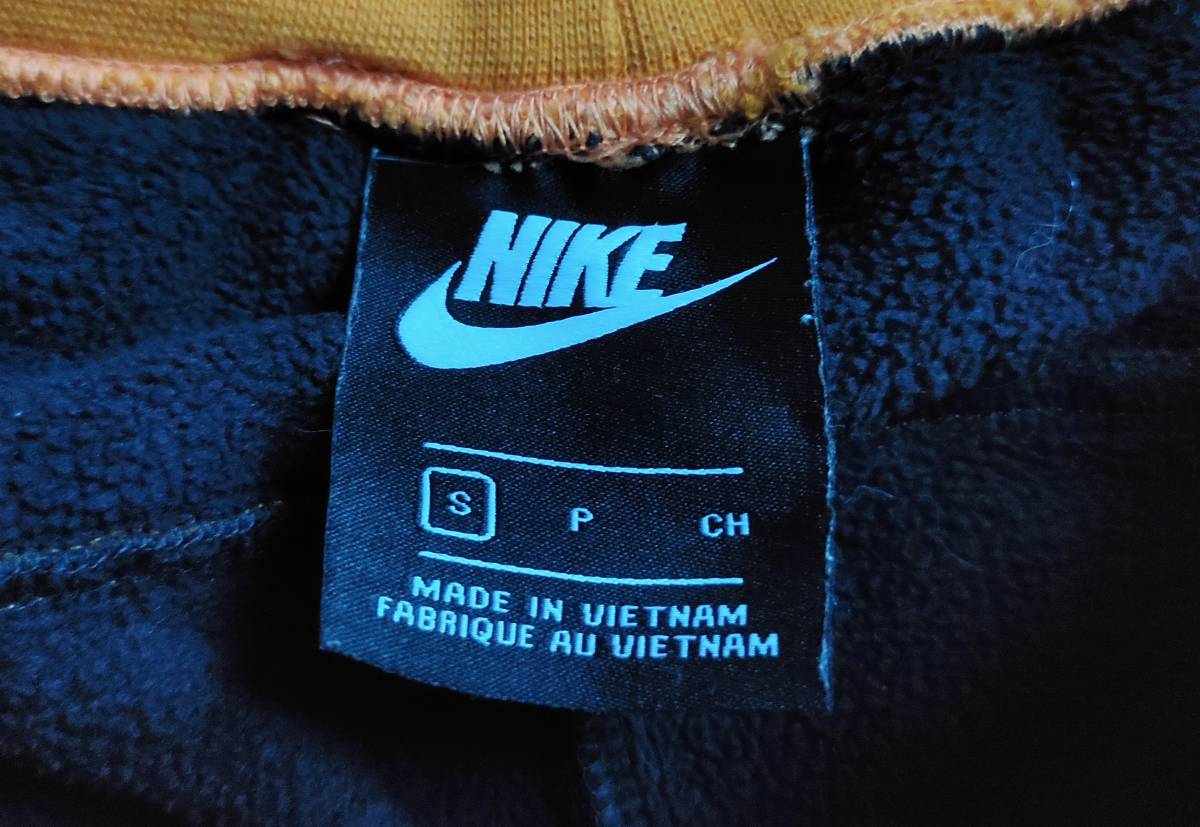 NIKE
S P CH
MADE IN VIETNAM
FABRIQUE AU VIETNAM